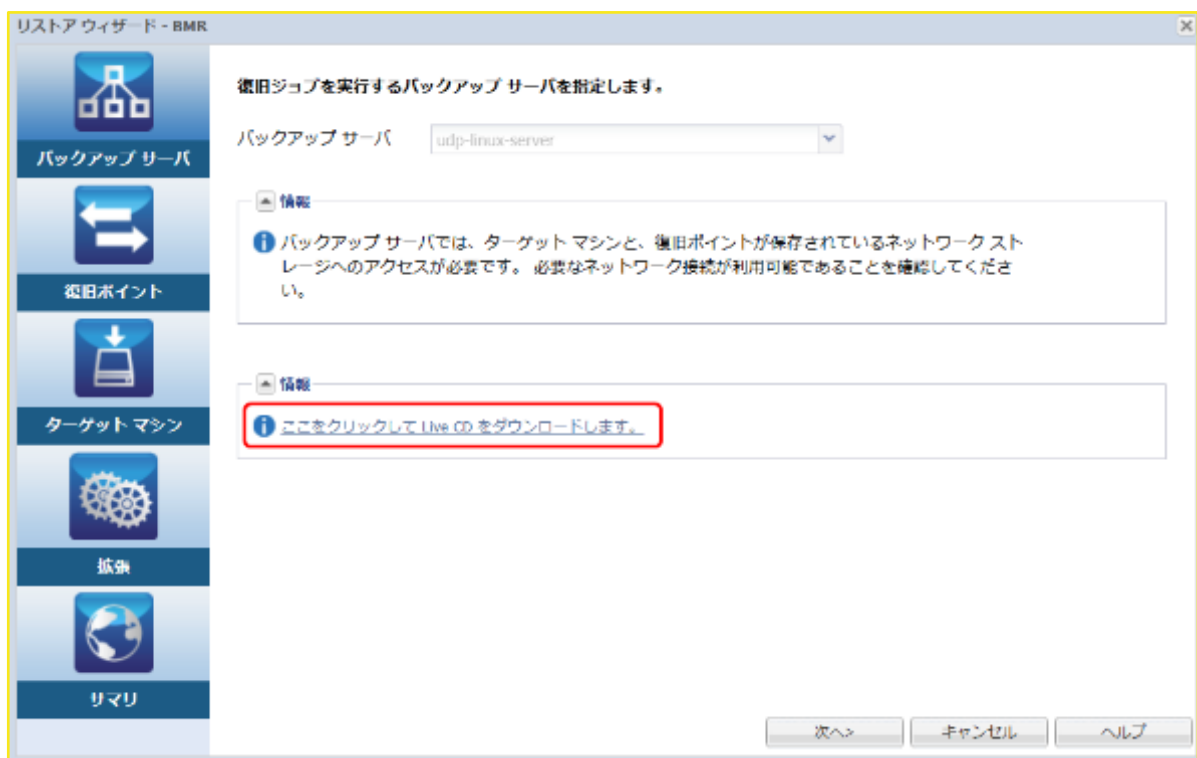 リストア ウィザード - BMR
バックアップ サーバ
復旧ポイント
ターゲット マシン
拡張
サマリ
復旧ジョブを実行するバックアップ サーバを指定します。
バックアップ サーバ udp-linux-server
情報
バックアップ サーバでは、ターゲット マシンと、復旧ポイントが保存されているネットワーク スト
レージへのアクセスが必要です。 必要なネットワーク接続が利用可能であることを確認してくださ
い。
情報
ここをクリックして Live CD をダウンロードします。
次へ> キャンセル ヘルプ